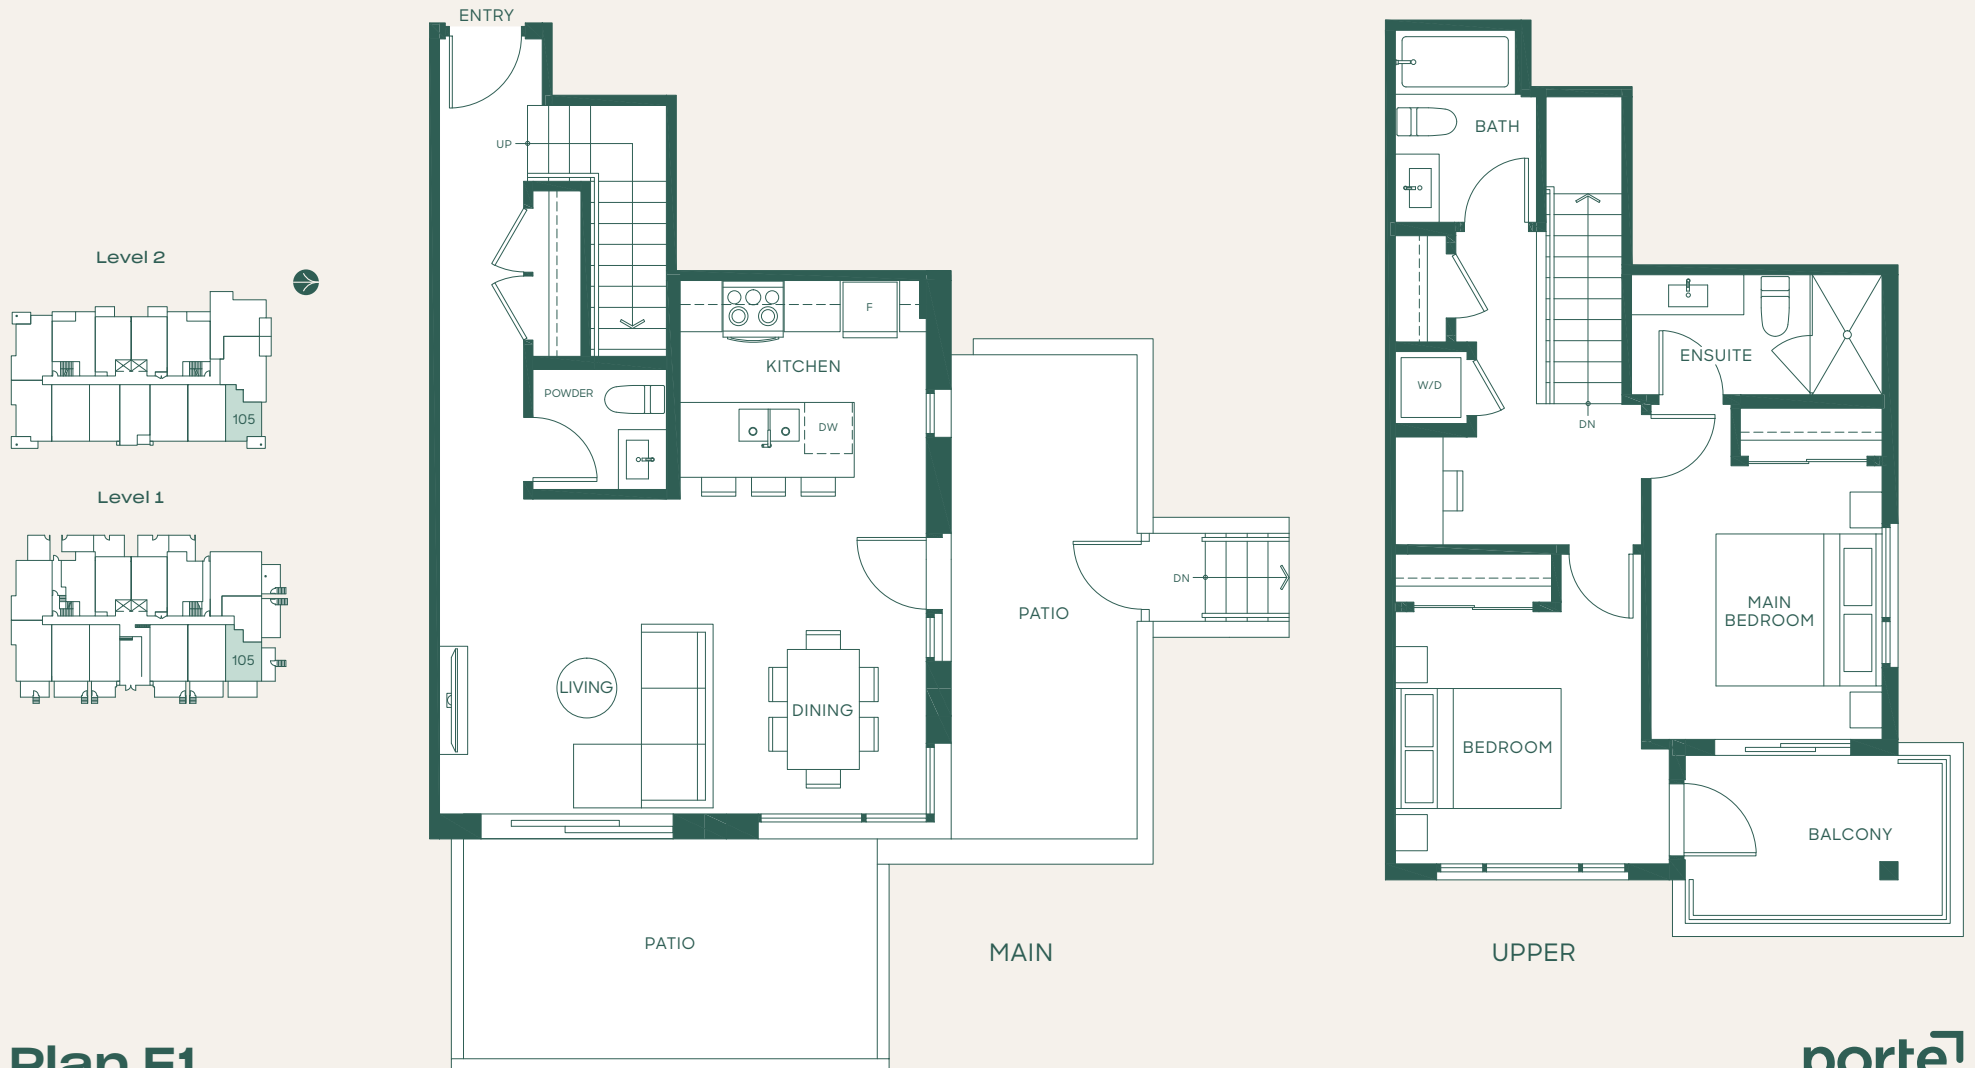 ENTRY
UP
Level 2
105
Level 1
105
F
KITCHEN
POWDER
DW
DN
PATIO
LIVING
DINING
PATIO
MAIN
BATH
ENSUITE
W/D
DN
MAIN
BEDROOM
BEDROOM
BALCONY
UPPER
Plan E1
porte